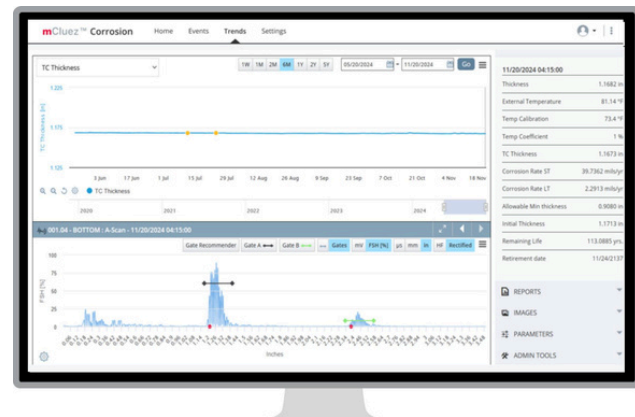 mCluez™ Corrosion Home Events Trends Settings
TC Thickness
1W 1M 2M 6M 1Y 2Y 5Y 05/20/2024 - 11/20/2024 Go
1.225
1.175
1.125
TC Thickness [in]
3 Jun 17 Jun 1 Jul 15 Jul 29 Jul 12 Aug 26 Aug 9 Sep 23 Sep 7 Oct 21 Oct 4 Nov 18 Nov
TC Thickness
2020 2021 2022 2023 2024
001.04 - BOTTOM : A-Scan - 11/20/2024 04:15:00
Gate Recommender Gate A Gate B Gates mV FSH [%] µs mm in HF Rectified
100
75
50
25
0
FSH [%]
Inches
11/20/2024 04:15:00
Thickness 1.1682 in
External Temperature 81.14 °F
Temp Calibration 73.4 °F
Temp Coefficient 1 %
TC Thickness 1.1673 in
Corrosion Rate ST 39.7362 mils/yr
Corrosion Rate LT 2.2913 mils/yr
Allowable Min thickness 0.9080 in
Initial Thickness 1.1713 in
Remaining Life 113.0885 yrs.
Retirement date 11/24/2137
REPORTS
IMAGES
PARAMETERS
ADMIN TOOLS